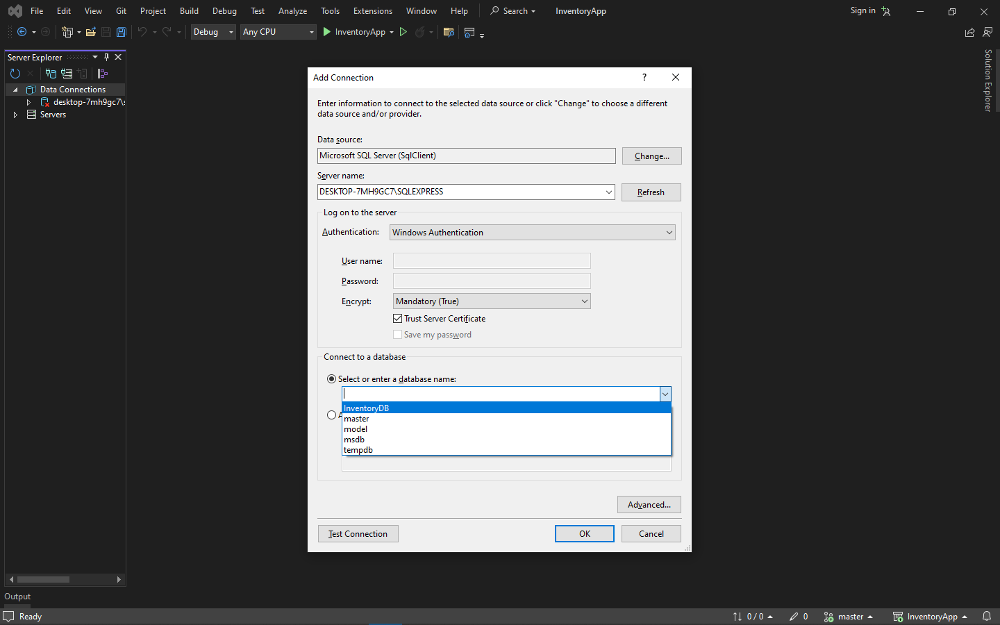 File Edit View Git Project Build Debug Test Analyze Tools Extensions Window Help Search InventoryApp Sign in
Debug Any CPU InventoryApp
Server Explorer
Data Connections
desktop-7mh9gc7\
Servers
Solution Explorer
Add Connection ?
Enter information to connect to the selected data source or click "Change" to choose a different
data source and/or provider.
Data source:
Microsoft SQL Server (SqlClient) Change...
Server name:
DESKTOP-7MH9GC7\SQLEXPRESS Refresh
Log on to the server
Authentication: Windows Authentication
User name:
Password:
Encrypt: Mandatory (True)
Trust Server Certificate
Save my password
Connect to a database
Select or enter a database name:
InventoryDB
master
model
msdb
tempdb
Advanced...
Test Connection OK Cancel
Output
Ready 0 / 0 0 master InventoryApp